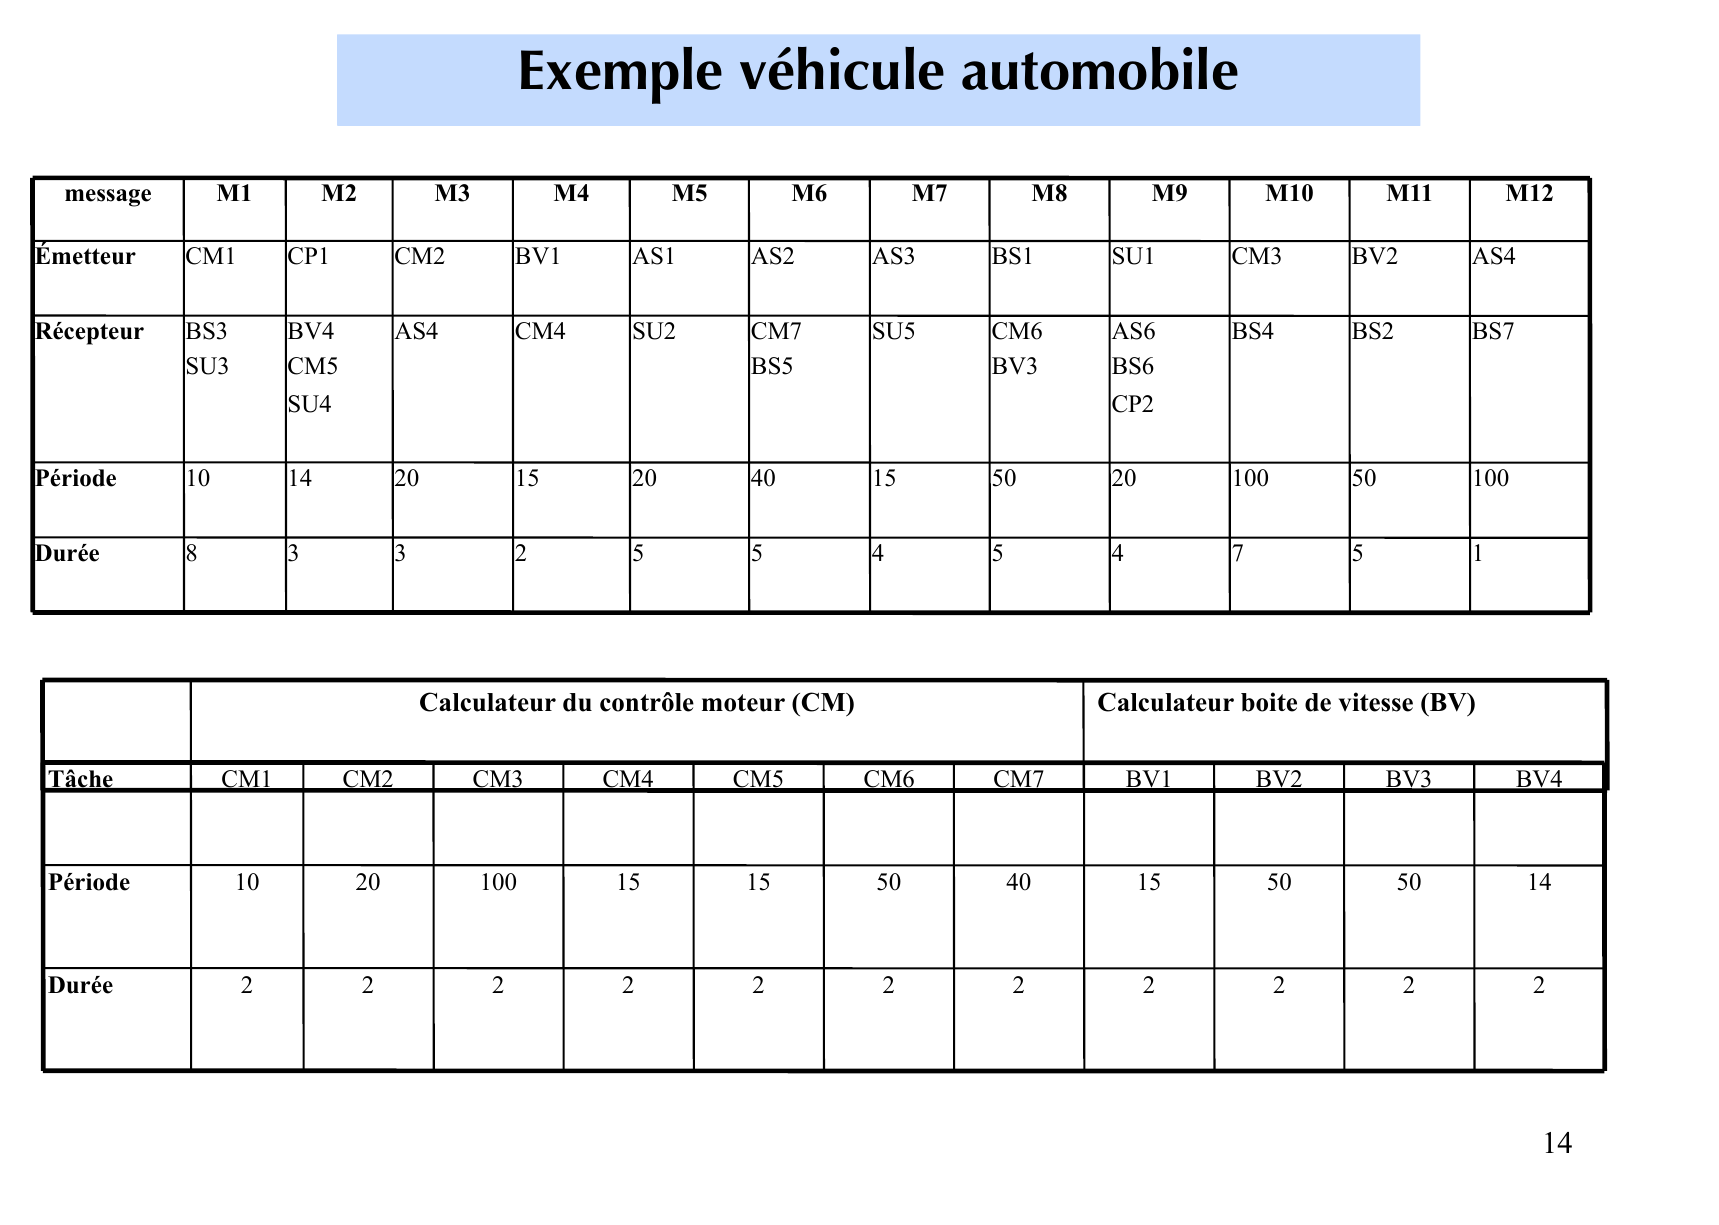 Exemple véhicule automobile
message M1 M2 M3 M4 M5 M6 M7 M8 M9 M10 M11 M12
Émetteur CM1 CP1 CM2 BV1 AS1 AS2 AS3 BS1 SU1 CM3 BV2 AS4
Récepteur BS3 BV4 AS4 CM4 SU2 CM7 SU5 CM6 AS6 BS4 BS2 BS7
SU3 CM5 BS5 BV3 BS6
SU4 CP2
Période 10 14 20 15 20 40 15 50 20 100 50 100
Durée 8 3 3 2 5 5 4 5 4 7 5 1
Calculateur du contrôle moteur (CM) Calculateur boite de vitesse (BV)
Tâche CM1 CM2 CM3 CM4 CM5 CM6 CM7 BV1 BV2 BV3 BV4
Période 10 20 100 15 15 50 40 15 50 50 14
Durée 2 2 2 2 2 2 2 2 2 2 2
14